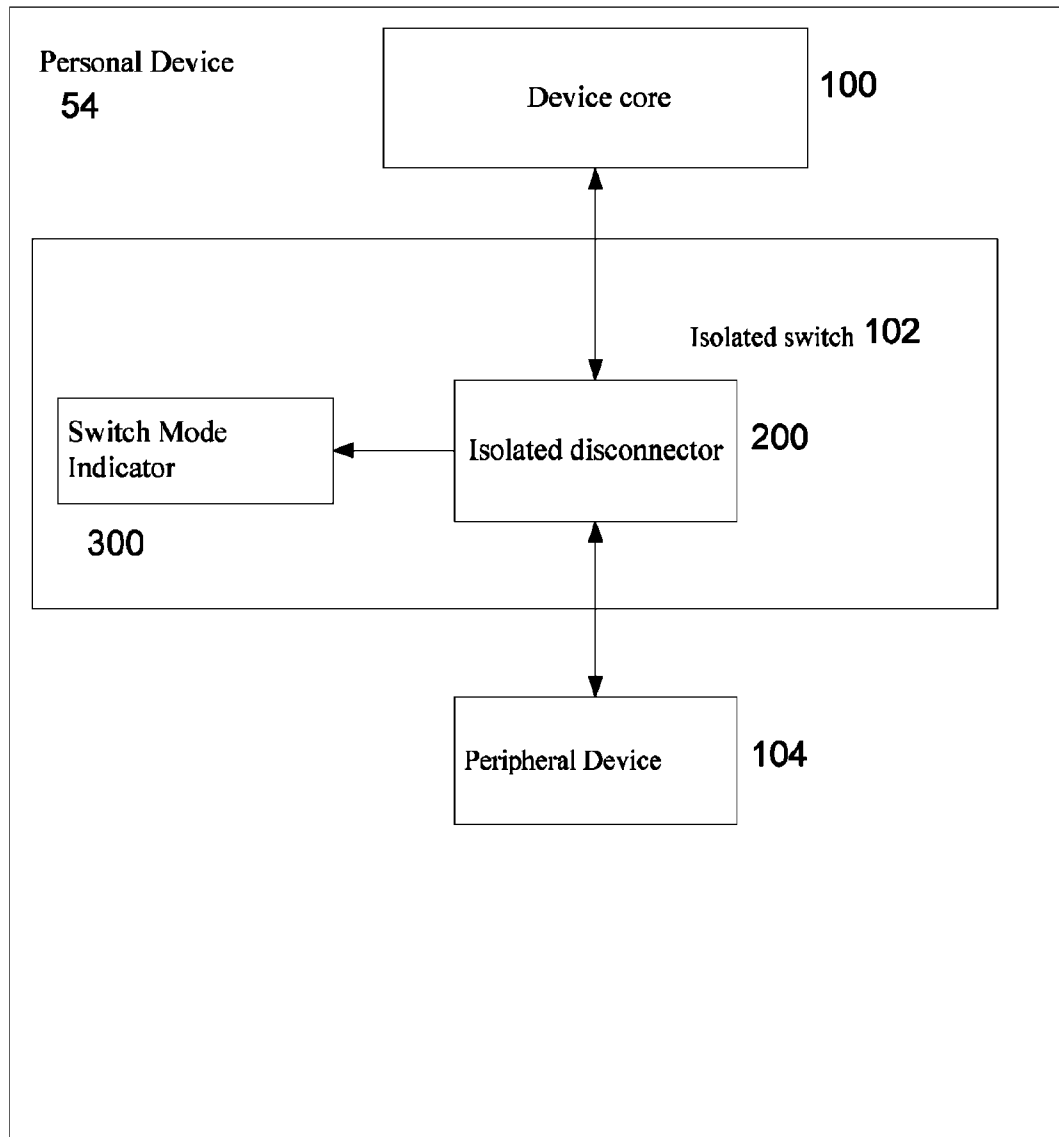 Personal Device
54
Device core
100
Isolated switch 102
Switch Mode
Indicator
300
Isolated disconnector
200
Peripheral Device
104